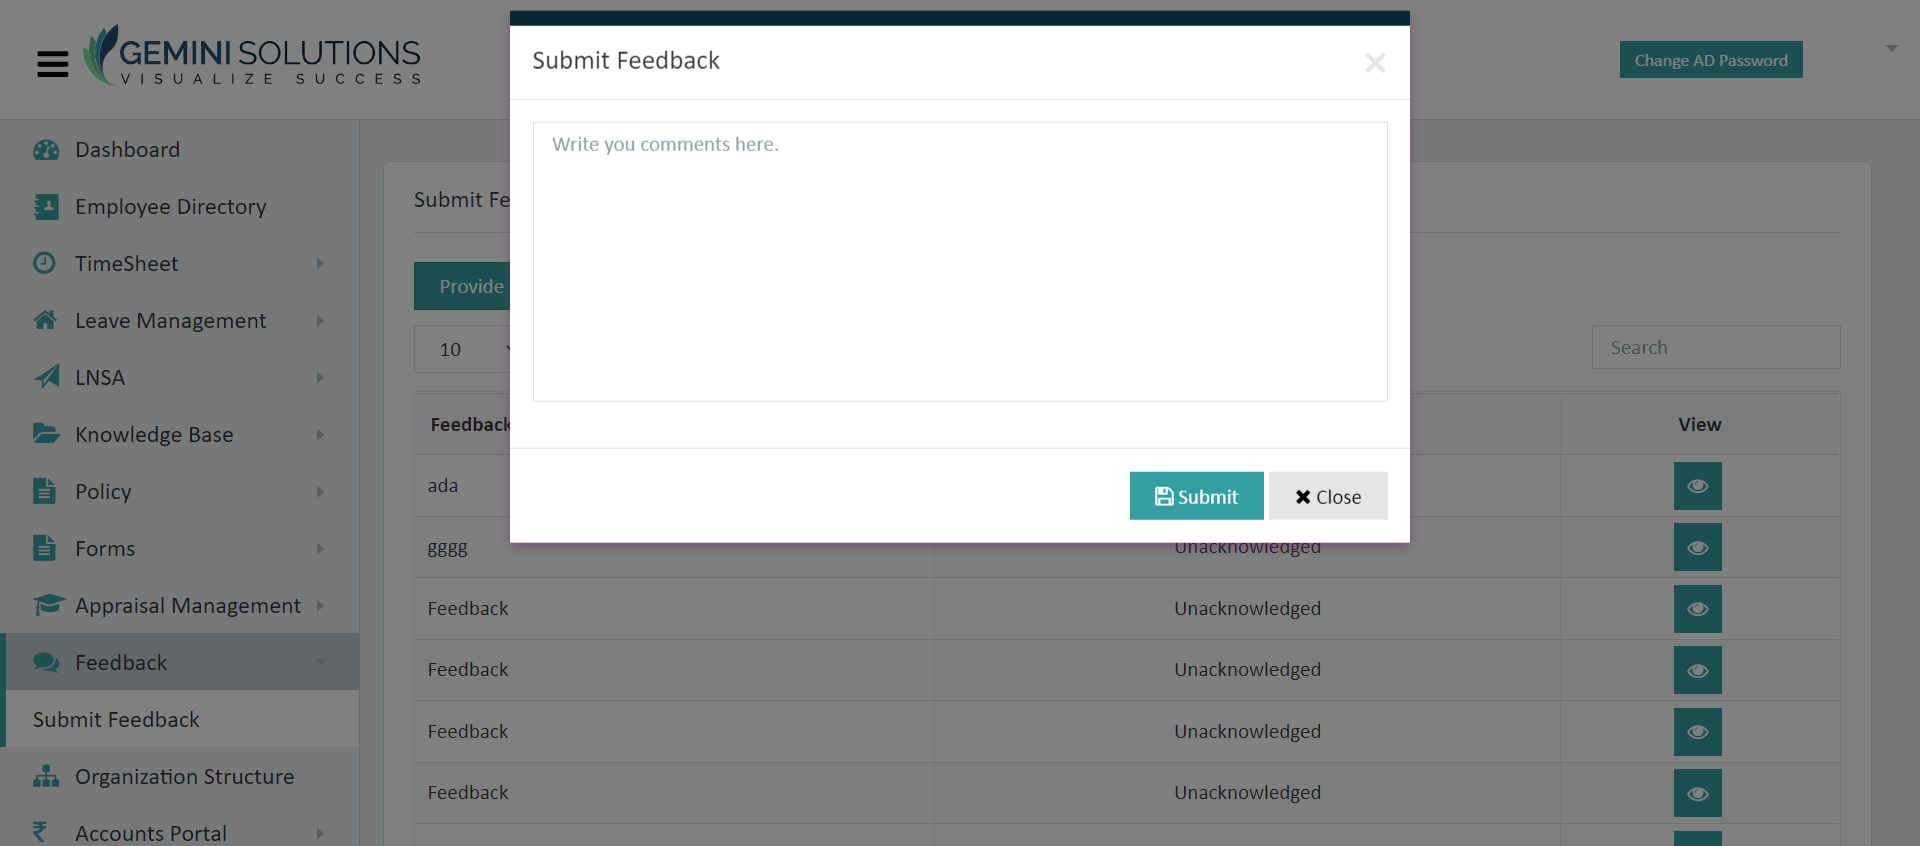 GEMINI SOLUTIONS
VISUALIZE SUCCESS
Change AD Password
Dashboard
Employee Directory
TimeSheet
Leave Management
LNSA
Knowledge Base
Policy
Forms
Appraisal Management
Feedback
Submit Feedback
Organization Structure
Accounts Portal
Submit Fe
Provide
10
Search
Feedback
View
ada
gggg
Unacknowledged
Feedback
Unacknowledged
Feedback
Unacknowledged
Feedback
Unacknowledged
Feedback
Unacknowledged
Submit Feedback
Write you comments here.
Submit
Close